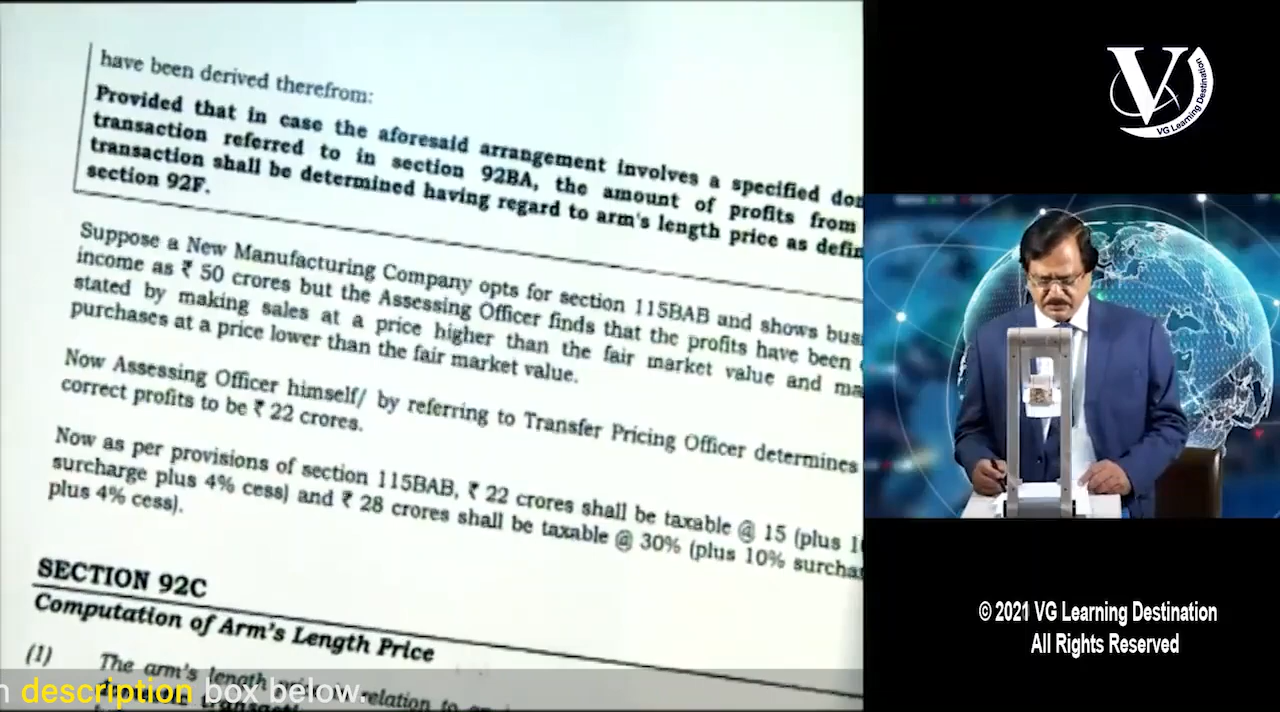 have been derived therefrom:
Provided that in case the aforesaid arrangement involves a specified
transaction referred to in section 92BA, the amount of profits from
transaction shall be determined having regard to arm's length price as
section 92F.
Suppose a New Manufacturing Company opts for section 115BAB and shows
income as ₹ 50 crores but the Assessing Officer finds that the profits have been
stated by making sales at a price higher than the fair market value and
purchases at a price lower than the fair market value.
Now Assessing Officer himself/ by referring to Transfer Pricing Officer determines
correct profits to be ₹ 22 crores.
Now as per provisions of section 115BAB, ₹ 22 crores shall be taxable @ 15 (plus
surcharge plus 4% cess) and ₹ 28 crores shall be taxable @ 30% (plus 10%
plus 4% cess).
SECTION 92C
Computation of Arm's Length Price
(1) The arm's length relation to
description box below.
V
VG Learning Destination
© 2021 VG Learning Destination
All Rights Reserved